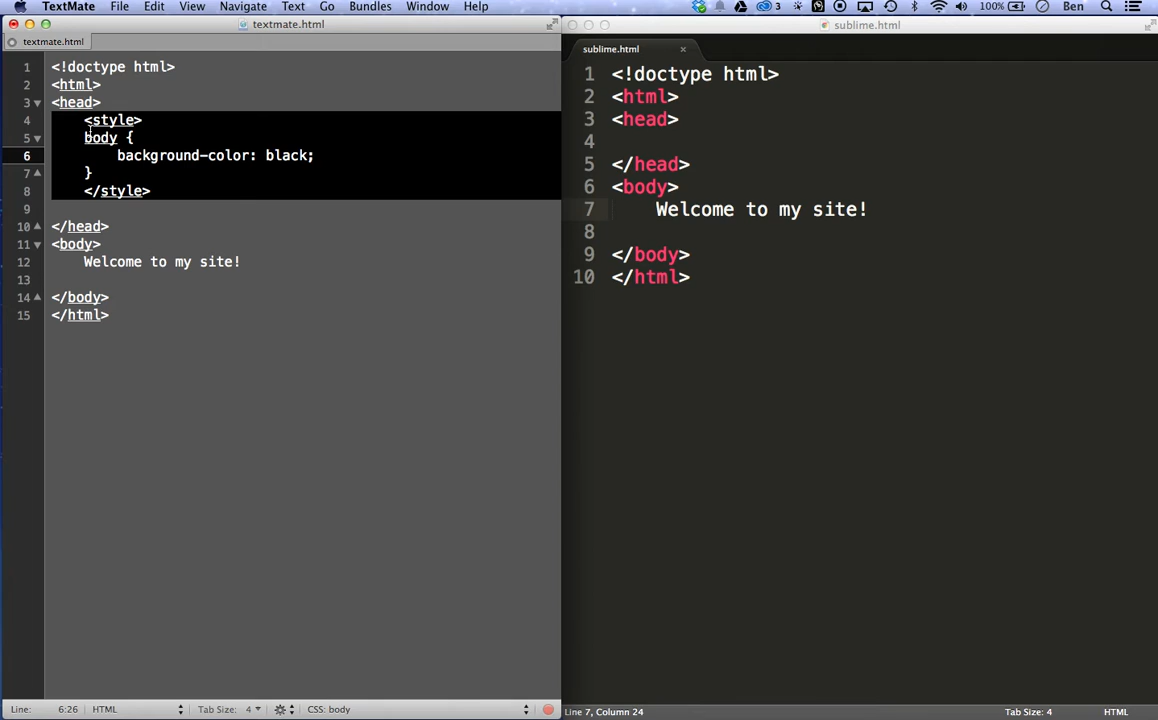 TextMate File Edit View Navigate Text Go Bundles Window Help 3 100% Ben
textmate.html
textmate.html
1 <!doctype html>
2 <html>
3 <head>
4 <style>
5 body {
6 background-color: black;
7 }
8 </style>
9
10 </head>
11 <body>
12 Welcome to my site!
13
14 </body>
15 </html>
Line: 6:26 HTML Tab Size: 4 CSS: body
sublime.html
sublime.html
1 <!doctype html>
2 <html>
3 <head>
4
5 </head>
6 <body>
7 Welcome to my site!
8
9 </body>
10 </html>
Line 7, Column 24 Tab Size: 4 HTML